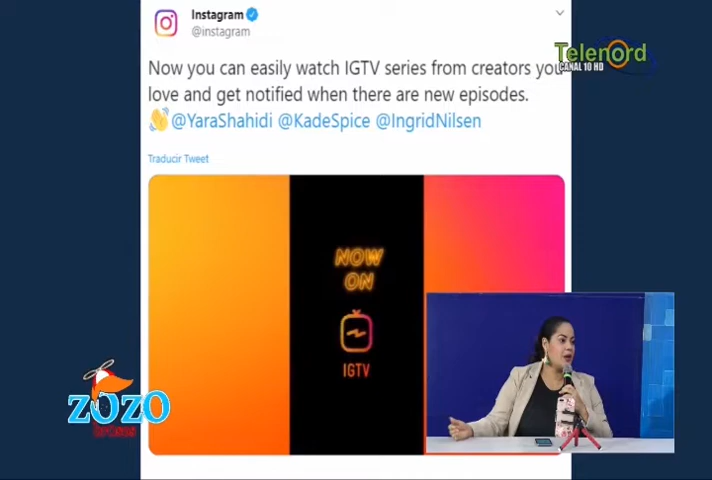 Instagram
@instagram
Telenord
CANAL 10 HD
Now you can easily watch IGTV series from creators you
love and get notified when there are new episodes.
👋@YaraShahidi @KadeSpice @IngridNilsen
Traducir Tweet
NOW
ON
IGTV
ZOZO